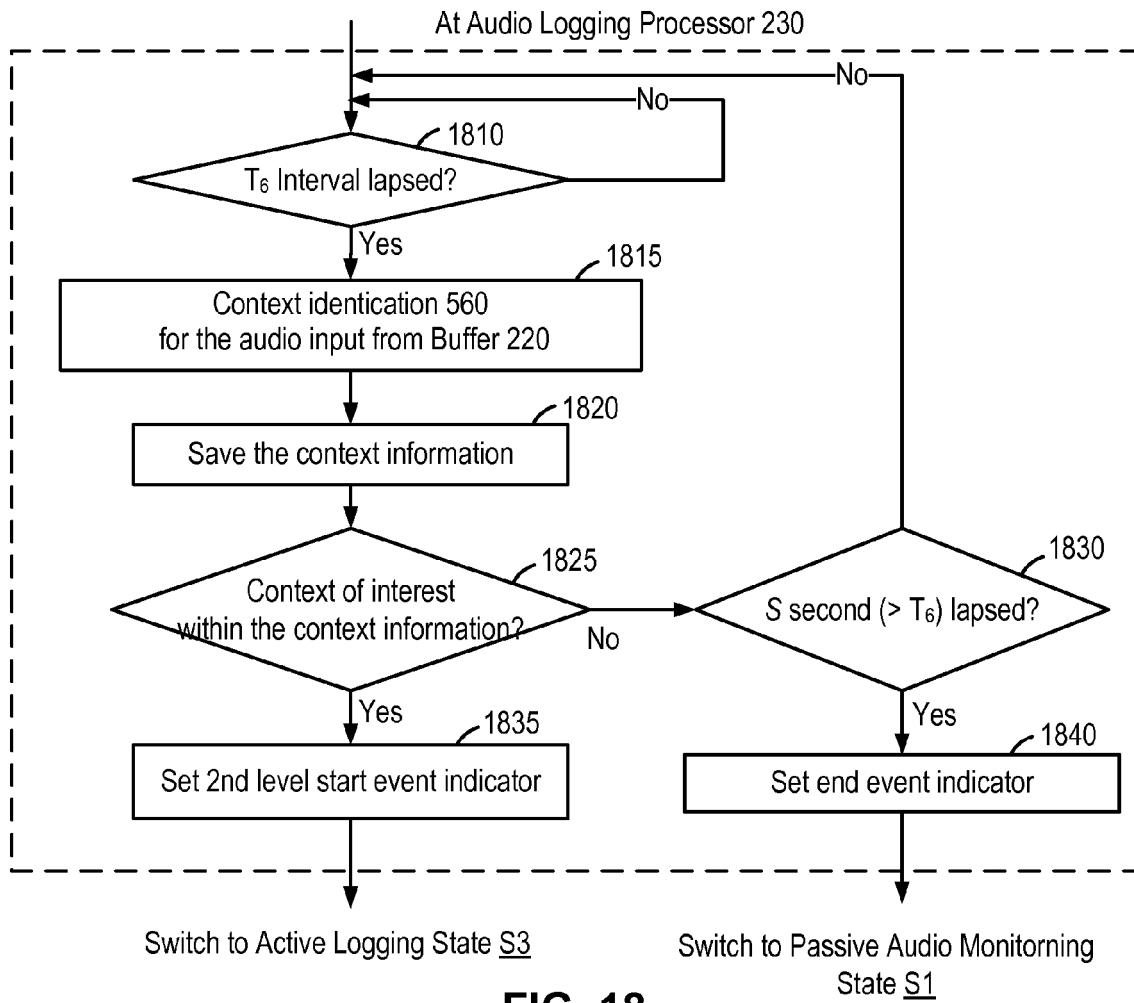 At Audio Logging Processor 230
No
No
1810
T₆ Interval lapsed?
Yes
1815
Context identication 560
for the audio input from Buffer 220
1820
Save the context information
1825
Context of interest
within the context information?
No
1830
S second (> T₆) lapsed?
Yes
1835
Set 2nd level start event indicator
Yes
1840
Set end event indicator
Switch to Active Logging State S3
Switch to Passive Audio Monitorning
State S1
FIG. 18